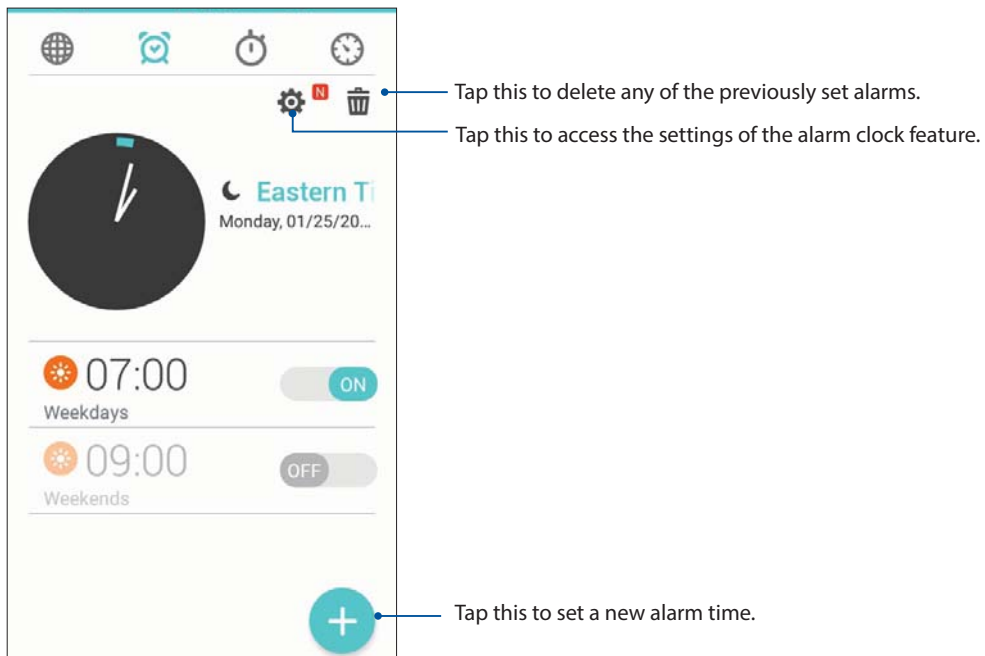 N
Tap this to delete any of the previously set alarms.
Tap this to access the settings of the alarm clock feature.
Eastern Ti
Monday, 01/25/20...
07:00
ON
Weekdays
09:00
OFF
Weekends
Tap this to set a new alarm time.